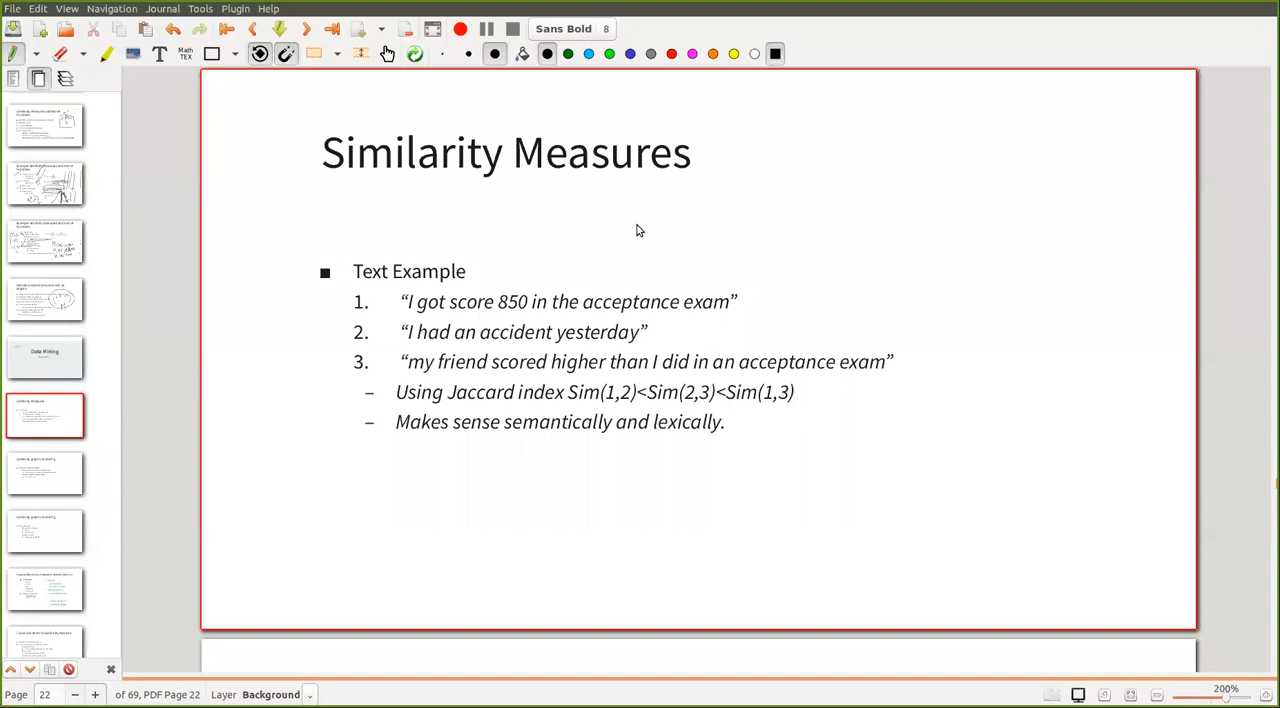 File Edit View Navigation Journal Tools Plugin Help
Sans Bold 8
Math
TEX
Similarity Measures
■ Text Example
1. “I got score 850 in the acceptance exam”
2. “I had an accident yesterday”
3. “my friend scored higher than I did in an acceptance exam”
– Using Jaccard index Sim(1,2)<Sim(2,3)<Sim(1,3)
– Makes sense semantically and lexically.
Data Mining
Page 22 of 69, PDF Page 22 Layer Background 200%